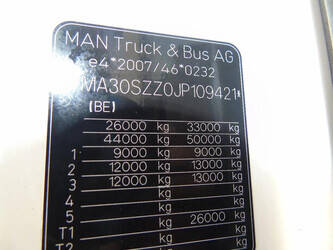 MAN Truck & Bus AG
e4*2007/46*0232
MA30SZZ0JP109421*
(BE)
26000 kg 33000 kg
44000 kg 50000 kg
1 9000 kg 9000 kg
2 12000 kg 13000 kg
3 12000 kg 13000 kg
4 kg
5 26000 kg
T1 kg
T2